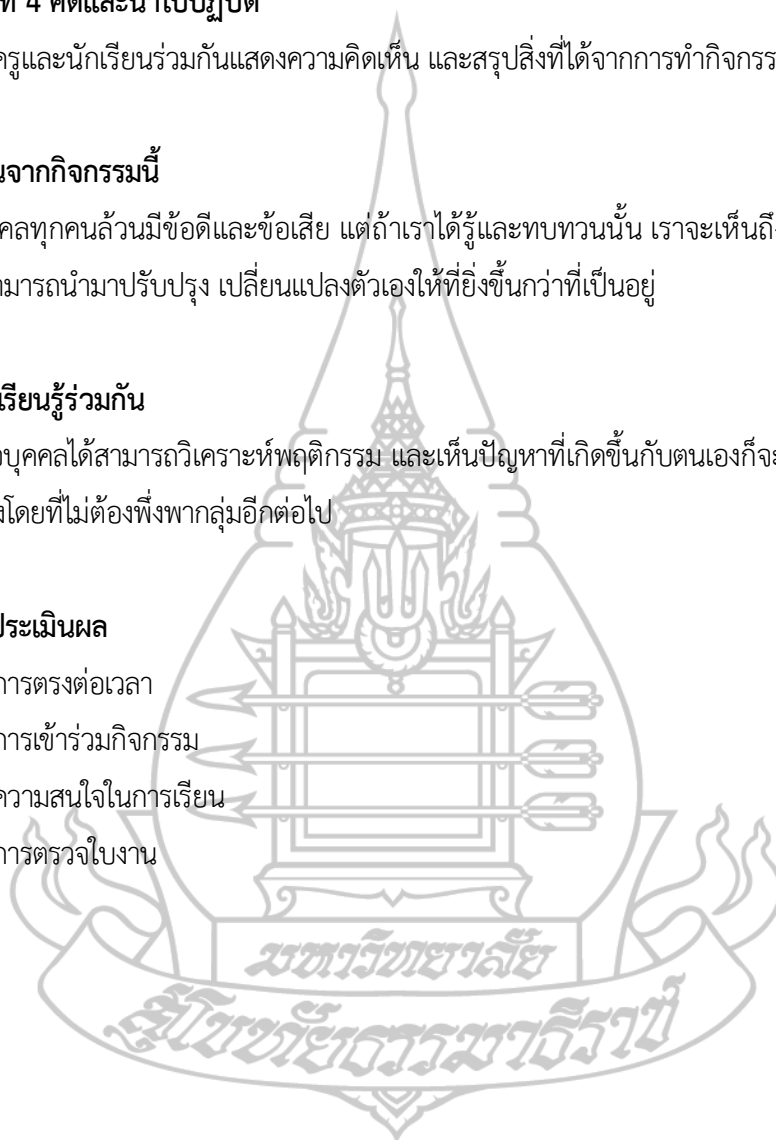 ที่ 4 คิดและนำไปปฏิบัติ
ครูและนักเรียนร่วมกันแสดงความคิดเห็น และสรุปสิ่งที่ได้จากการทำกิจกรร
จากกิจกรรมนี้
คลทุกคนล้วนมีข้อดีและข้อเสีย แต่ถ้าเราได้รู้และทบทวนนั้น เราจะเห็นถึ
ามารถนำมาปรับปรุง เปลี่ยนแปลงตัวเองให้ที่ยิ่งขึ้นกว่าที่เป็นอยู่
เรียนรู้ร่วมกัน
บุคคลได้สามารถวิเคราะห์พฤติกรรม และเห็นปัญหาที่เกิดขึ้นกับตนเองก็จะ
งโดยที่ไม่ต้องพึ่งพากลุ่มอีกต่อไป
ประเมินผล
การตรงต่อเวลา
การเข้าร่วมกิจกรรม
ความสนใจในการเรียน
การตรวจใบงาน
มหาวิทยาลัย
สุโขทัยธรรมาธิราช